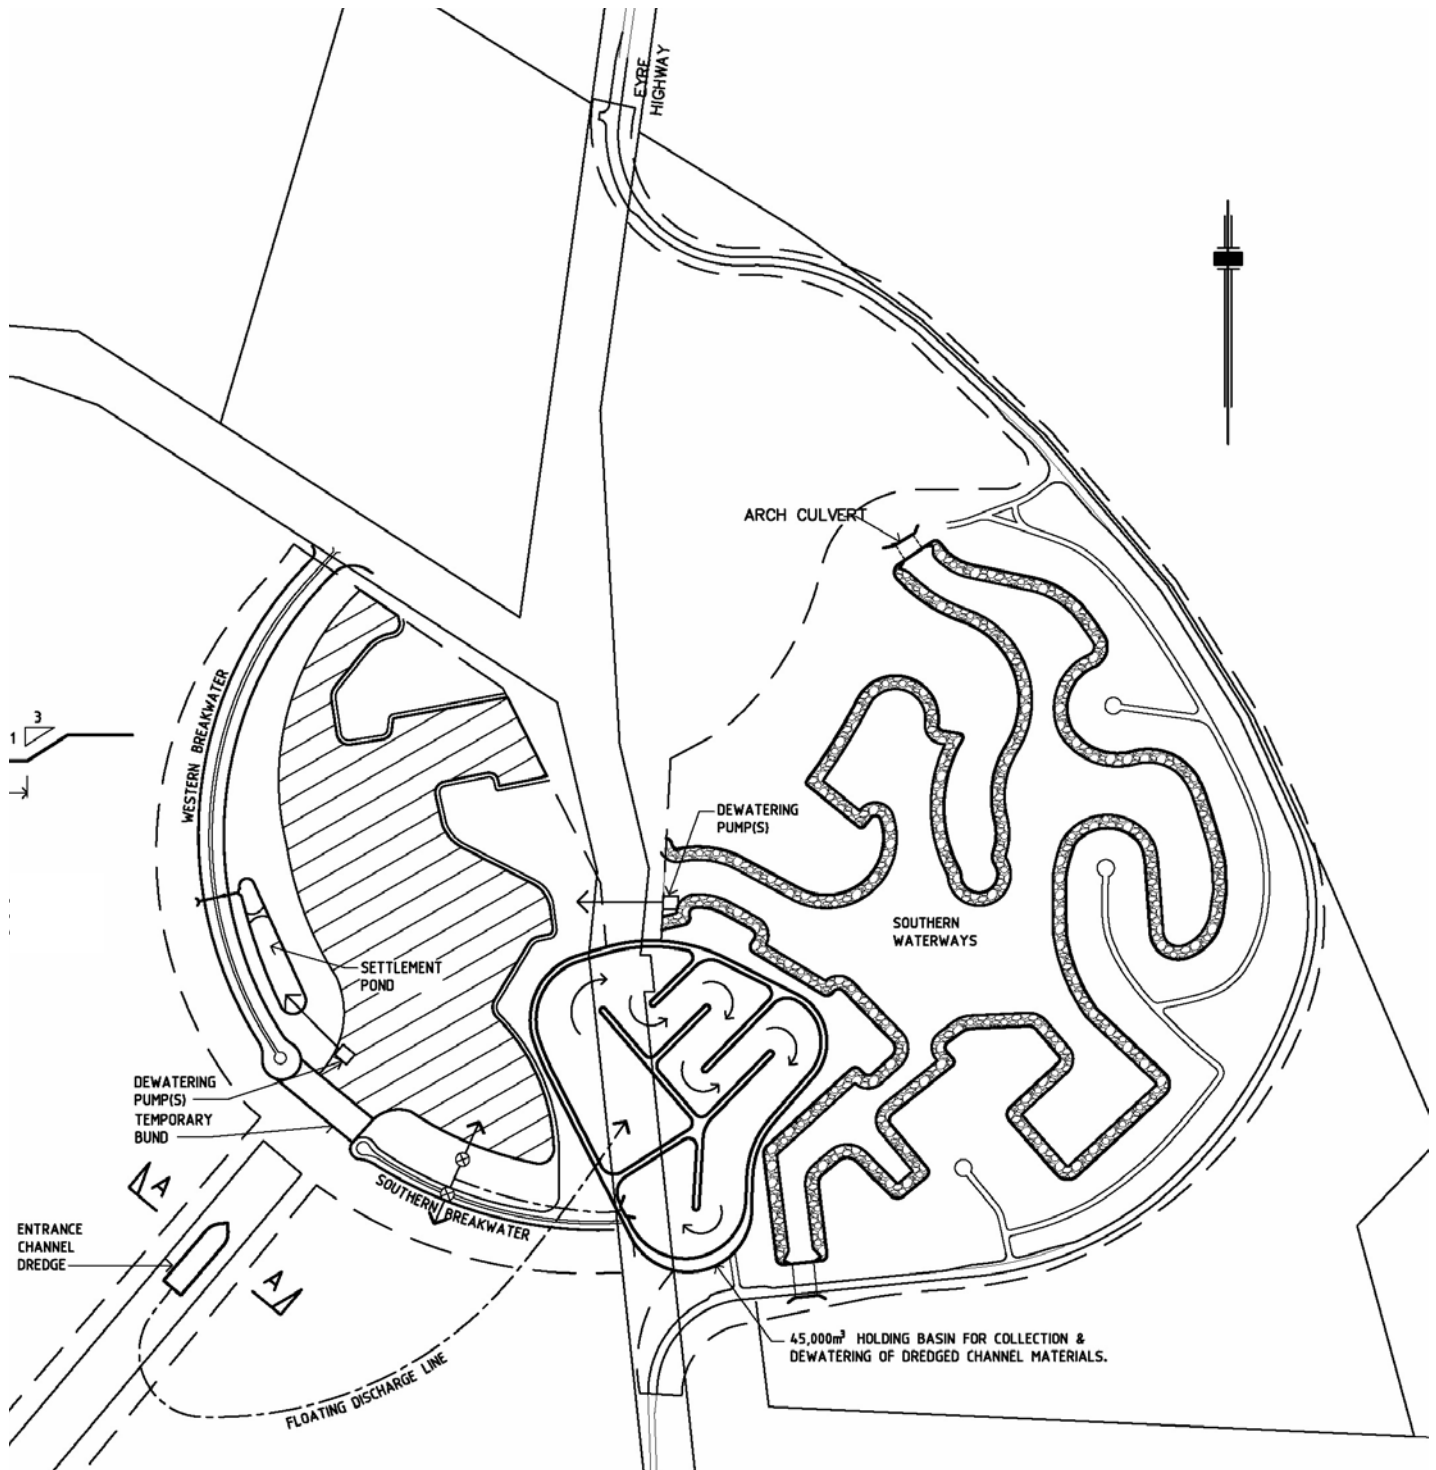 EYRE
HIGHWAY
ARCH CULVERT
WESTERN BREAKWATER
3
1
DEWATERING
PUMP(S)
SOUTHERN
WATERWAYS
SETTLEMENT
POND
DEWATERING
PUMP(S)
TEMPORARY
BUND
A
SOUTHERN BREAKWATER
ENTRANCE
CHANNEL
DREDGE
A
45,000m³ HOLDING BASIN FOR COLLECTION &
DEWATERING OF DREDGED CHANNEL MATERIALS.
FLOATING DISCHARGE LINE